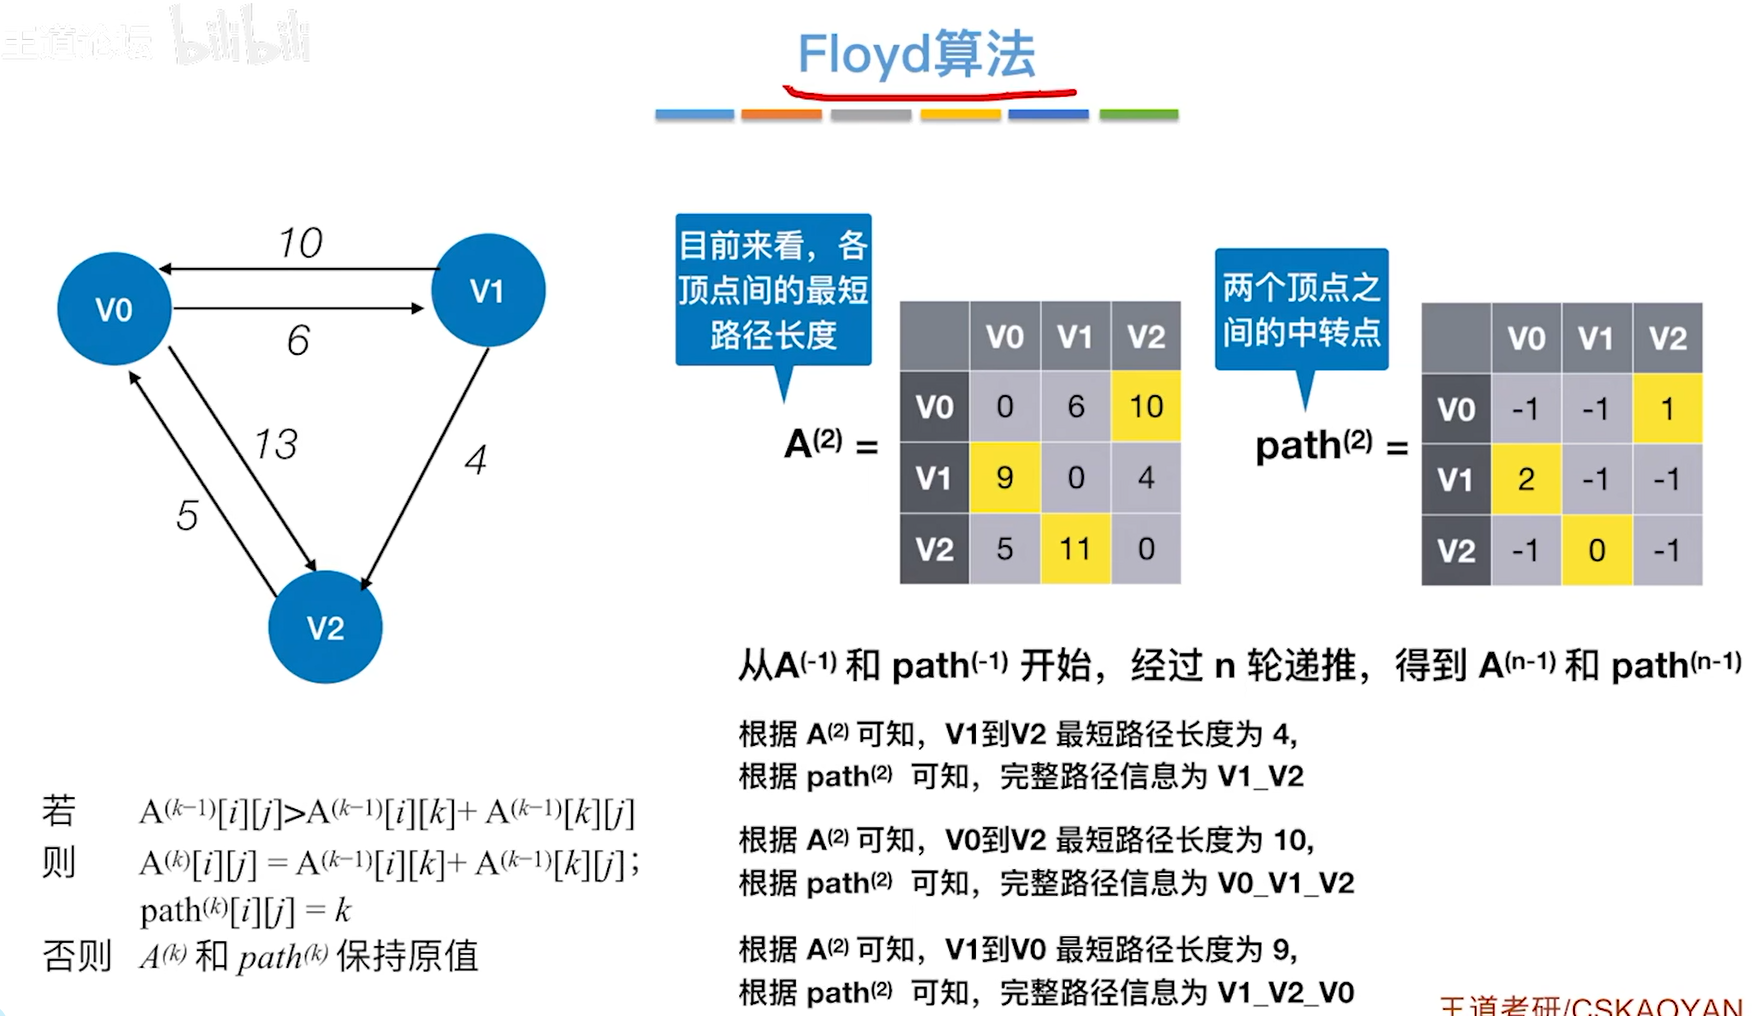 王道论坛 bilibili
Floyd算法
10
V0
V1
6
13
4
5
V2
目前来看，各
顶点间的最短
路径长度
A(2) =
V0 V1 V2
V0 0 6 10
V1 9 0 4
V2 5 11 0
两个顶点之
间的中转点
path(2) =
V0 V1 V2
V0 -1 -1 1
V1 2 -1 -1
V2 -1 0 -1
从A(-1) 和 path(-1) 开始，经过 n 轮递推，得到 A(n-1) 和 path(n-1)
根据 A(2) 可知，V1到V2 最短路径长度为 4,
根据 path(2) 可知，完整路径信息为 V1_V2
根据 A(2) 可知，V0到V2 最短路径长度为 10,
根据 path(2) 可知，完整路径信息为 V0_V1_V2
根据 A(2) 可知，V1到V0 最短路径长度为 9,
根据 path(2) 可知，完整路径信息为 V1_V2_V0
若 A(k−1)[i][j]>A(k−1)[i][k]+ A(k−1)[k][j]
则 A(k)[i][j] = A(k−1)[i][k]+ A(k−1)[k][j];
path(k)[i][j] = k
否则 A(k) 和 path(k) 保持原值
王道考研/CSKAOYAN